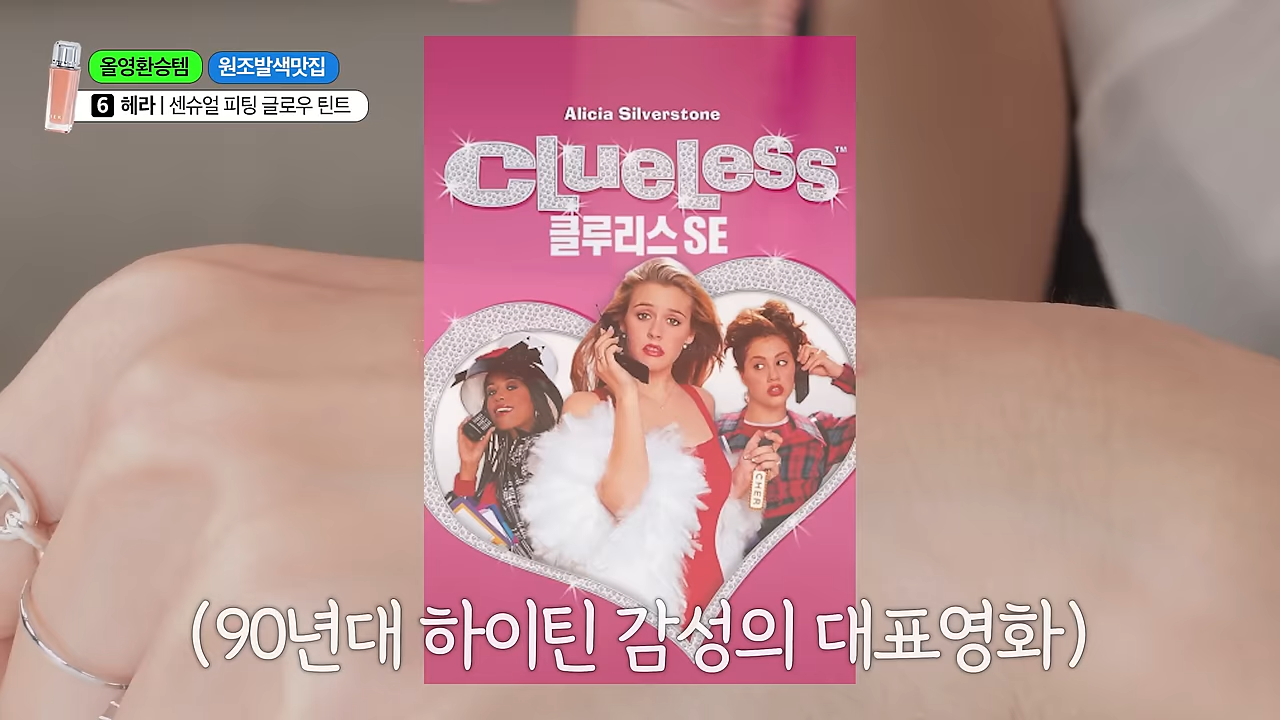 올영환승템 원조발색맛집
6 헤라 | 센슈얼 피팅 글로우 틴트
Alicia Silverstone
CLueLess™
클루리스 SE
CHER
(90년대 하이틴 감성의 대표영화)